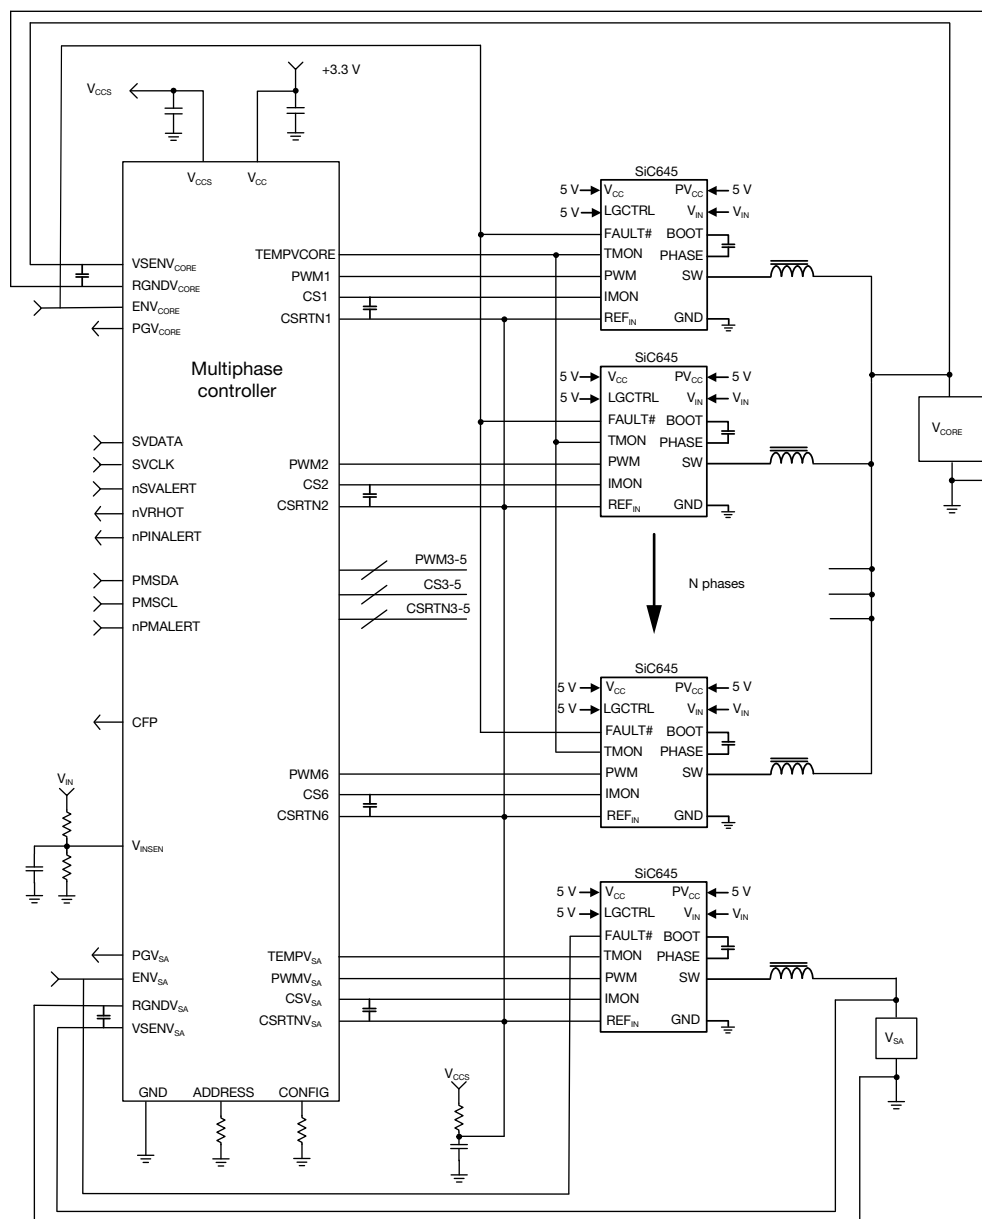 +3.3 V
VCCS
VCCS
VCC
VSENVCORE
RGNDVCORE
ENVCORE
PGVCORE
Multiphase
controller
SVDATA
SVCLK
nSVALERT
nVRHOT
nPINALERT
PMSDA
PMSCL
nPMALERT
CFP
VIN
VINSEN
PGVSA
ENVSA
RGNDVSA
VSENVSA
GND
ADDRESS
CONFIG
TEMPVCORE
PWM1
CS1
CSRTN1
PWM2
CS2
CSRTN2
PWM3-5
CS3-5
CSRTN3-5
PWM6
CS6
CSRTN6
TEMPVSA
PWMVSA
CSVSA
CSRTNVSA
VCCS
SiC645
5 V
VCC
PVCC
5 V
5 V
LGCTRL
VIN
VIN
FAULT#
BOOT
TMON
PHASE
PWM
SW
IMON
REFIN
GND
SiC645
5 V
VCC
PVCC
5 V
5 V
LGCTRL
VIN
VIN
FAULT#
BOOT
TMON
PHASE
PWM
SW
IMON
REFIN
GND
N phases
SiC645
5 V
VCC
PVCC
5 V
5 V
LGCTRL
VIN
VIN
FAULT#
BOOT
TMON
PHASE
PWM
SW
IMON
REFIN
GND
SiC645
5 V
VCC
PVCC
5 V
5 V
LGCTRL
VIN
VIN
FAULT#
BOOT
TMON
PHASE
PWM
SW
IMON
REFIN
GND
VCORE
VSA